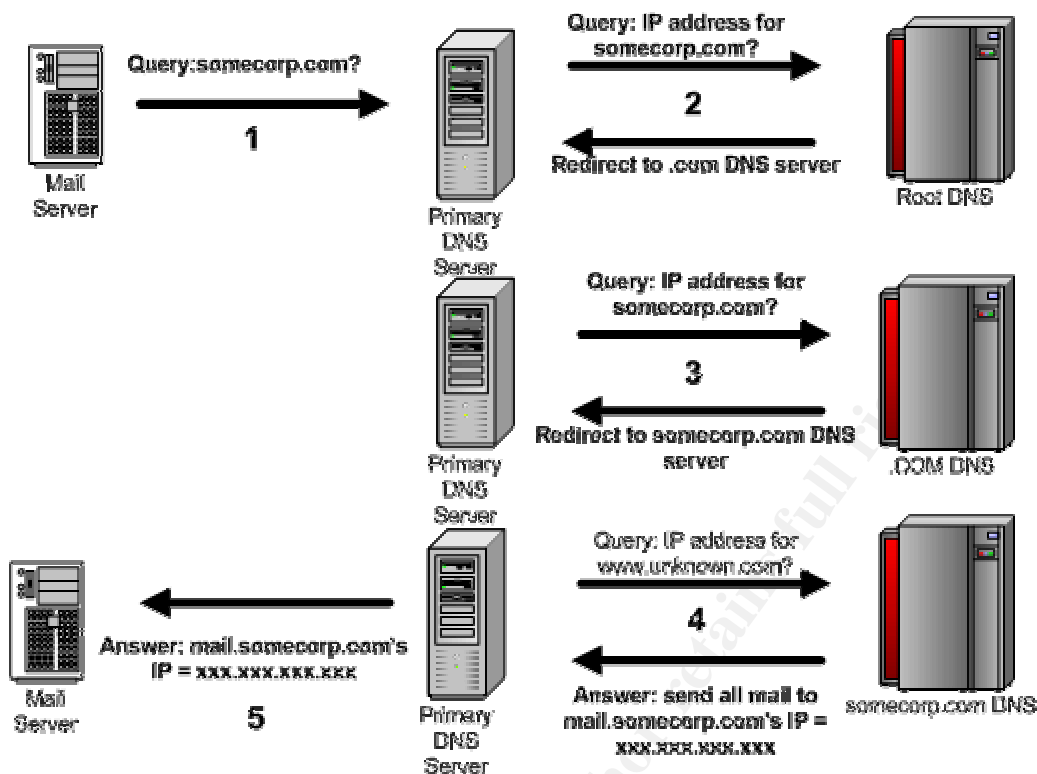 Query:somecorp.com?
1
Mail
Server
Primary
DNS
Server
Query: IP address for
somecorp.com?
2
Redirect to .com DNS server
Root DNS
Query: IP address for
somecorp.com?
3
Redirect to somecorp.com DNS
server
Primary
DNS
Server
.COM DNS
Query: IP address for
www.unknown.com?
4
Answer: send all mail to
mail.somecorp.com's IP =
xxx.xxx.xxx.xxx
somecorp.com DNS
Primary
DNS
Server
Answer: mail.somecorp.com's
IP = xxx.xxx.xxx.xxx
5
Mail
Server
retains full ri